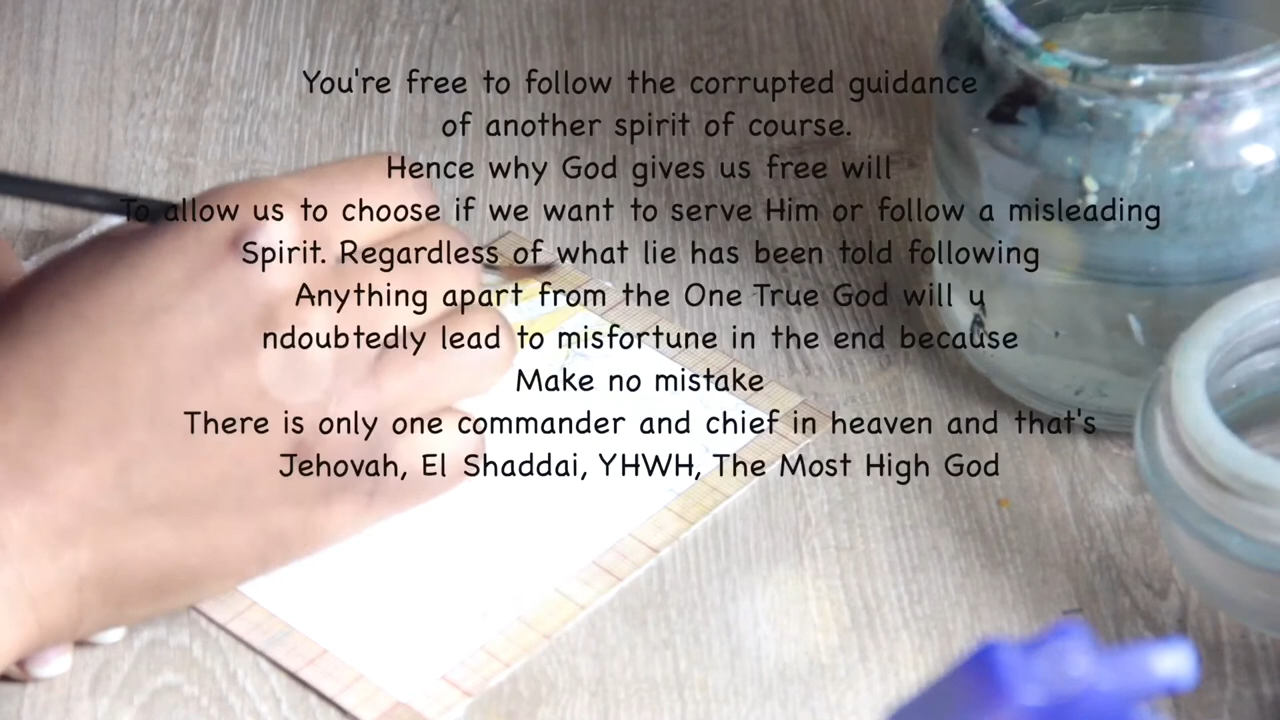 You're free to follow the corrupted guidance
of another spirit of course.
Hence why God gives us free will
To allow us to choose if we want to serve Him or follow a misleading
Spirit. Regardless of what lie has been told following
Anything apart from the One True God will u
ndoubtedly lead to misfortune in the end because
Make no mistake
There is only one commander and chief in heaven and that's
Jehovah, El Shaddai, YHWH, The Most High God